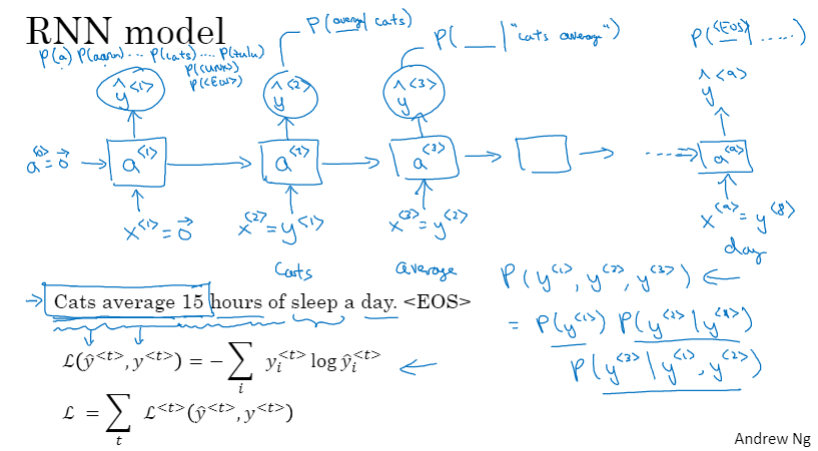 RNN model
P(a) P(aaron) ... P(cats) ... P(zulu)
P(<UNK>)
P(<EOS>)
P(average | cats)
P(__ | "cats average")
P(<EOS> | .....)
ŷ<1> ŷ<2> ŷ<3> ŷ<9>
a<0>=0⃗ → a<1> → a<2> → a<3> → → ...... → a<9>
x<1>=0⃗ x<2>=y<1> x<3>=y<2> x<9>=y<8>
Cats average day
→ Cats average 15 hours of sleep a day. <EOS>
P(y<1>, y<2>, y<3>) ←
= P(y<1>) P(y<2> | y<1>)
P(y<3> | y<1>, y<2>)
ℒ(ŷ<t>, y<t>) = − ∑i yi<t> log ŷi<t> ←
ℒ = ∑t ℒ<t>(ŷ<t>, y<t>)
Andrew Ng